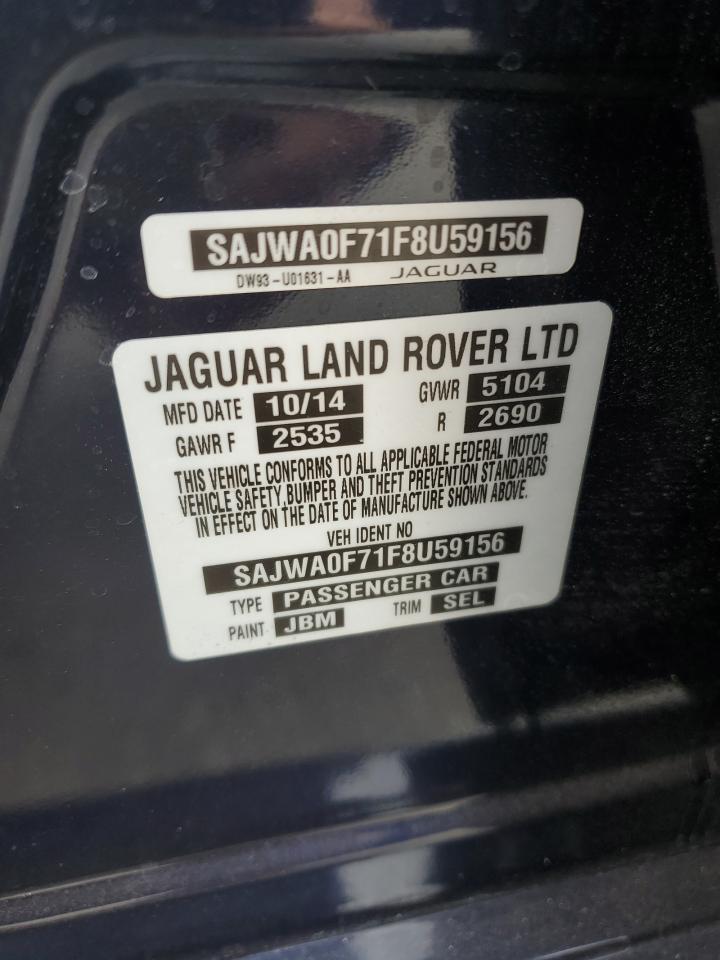 SAJWA0F71F8U59156
DW93-U01631-AA JAGUAR
JAGUAR LAND ROVER LTD
MFD DATE 10/14 GVWR 5104
GAWR F 2535 R 2690
THIS VEHICLE CONFORMS TO ALL APPLICABLE FEDERAL MOTOR
VEHICLE SAFETY,BUMPER AND THEFT PREVENTION STANDARDS
IN EFFECT ON THE DATE OF MANUFACTURE SHOWN ABOVE.
VEH IDENT NO
SAJWA0F71F8U59156
TYPE PASSENGER CAR
PAINT JBM TRIM SEL